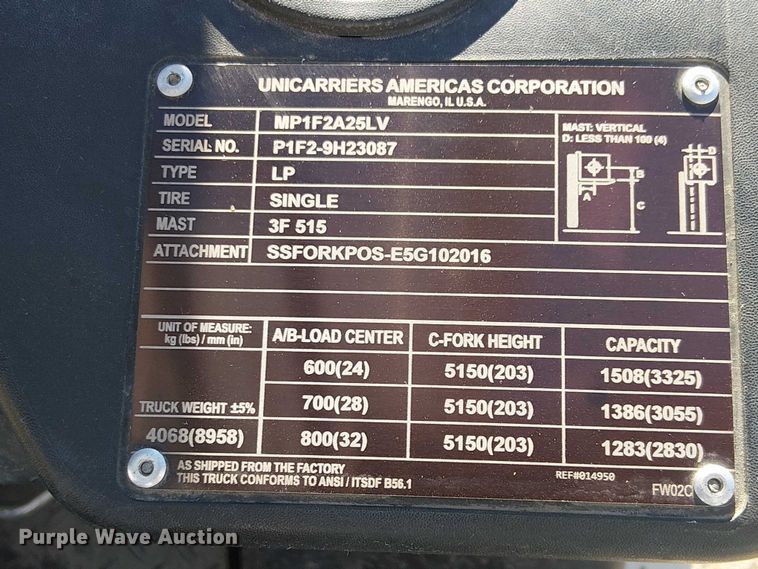 UNICARRIERS AMERICAS CORPORATION
MARENGO, IL U.S.A.
MODEL MP1F2A25LV
SERIAL NO. P1F2-9H23087
TYPE LP
TIRE SINGLE
MAST 3F 515
ATTACHMENT SSFORKPOS-E5G102016
MAST: VERTICAL
D: LESS THAN 100 (4)
B
D
A
C
UNIT OF MEASURE:
kg (lbs) / mm (in)
A/B-LOAD CENTER C-FORK HEIGHT CAPACITY
600(24) 5150(203) 1508(3325)
TRUCK WEIGHT ±5% 700(28) 5150(203) 1386(3055)
4068(8958) 800(32) 5150(203) 1283(2830)
AS SHIPPED FROM THE FACTORY
THIS TRUCK CONFORMS TO ANSI / ITSDF B56.1
REF#014950
FW02C
Purple Wave Auction